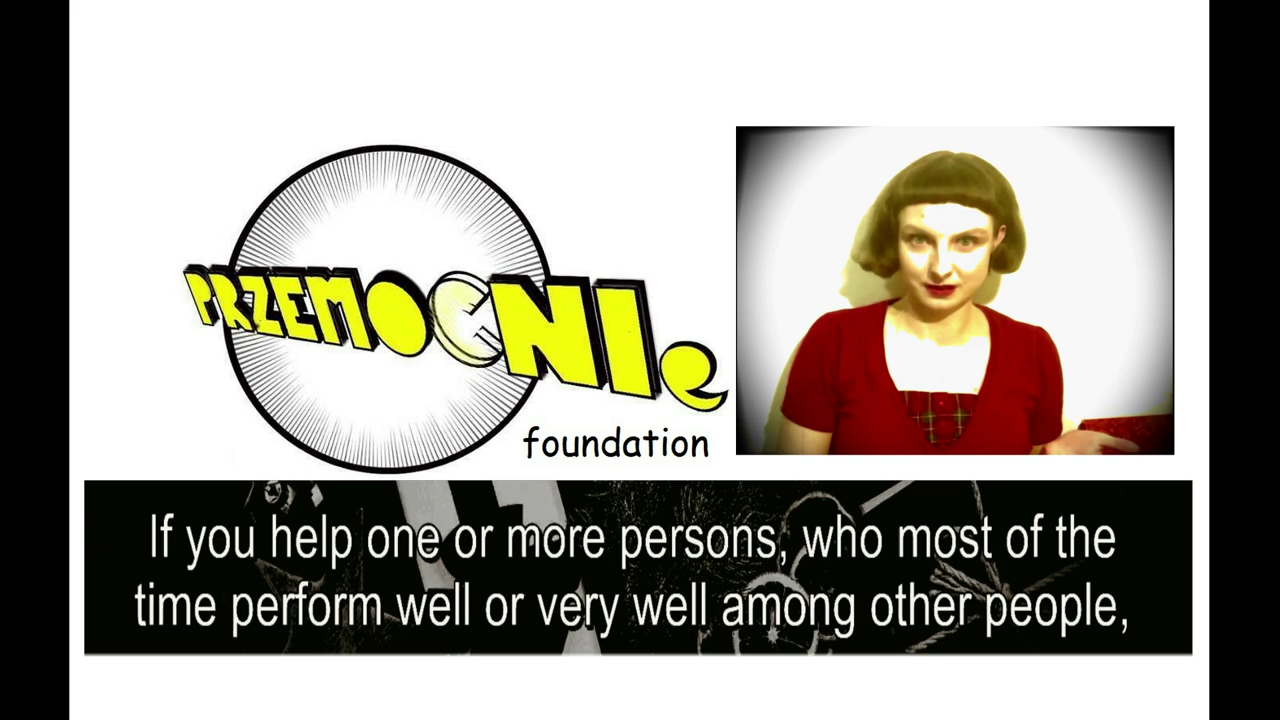 PRZEMOCNIe
foundation
If you help one or more persons, who most of the
time perform well or very well among other people,